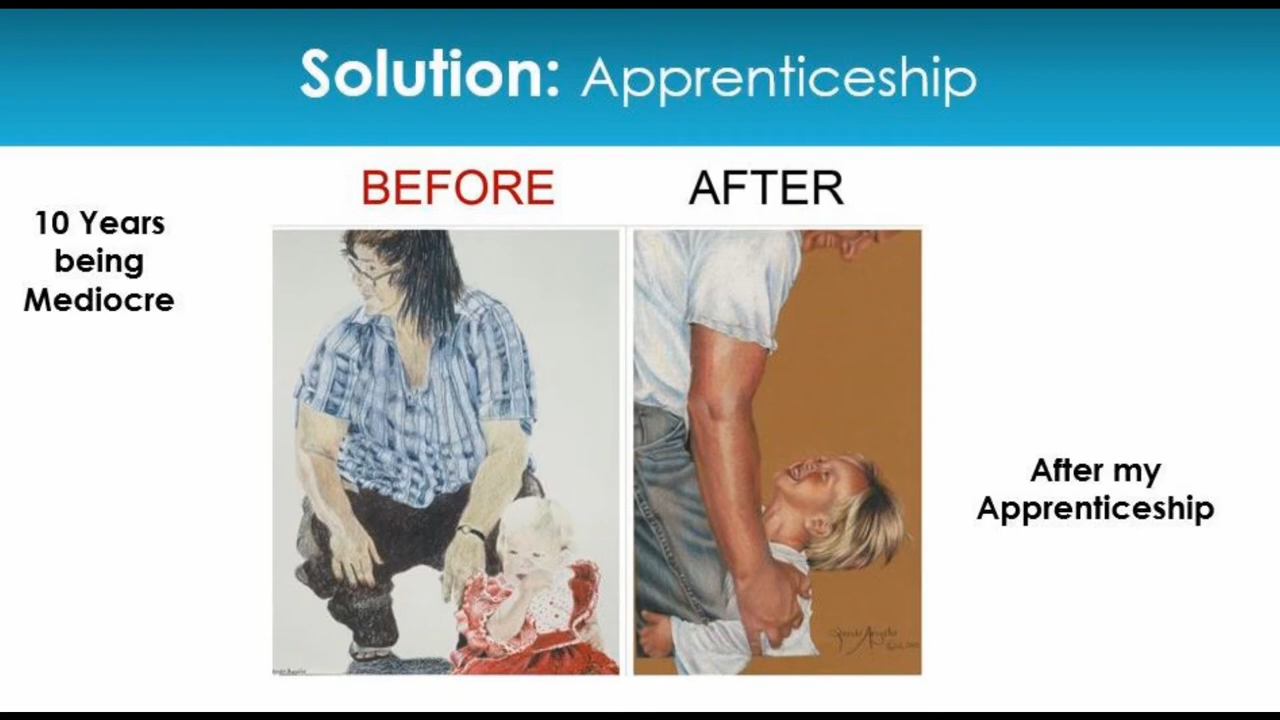 Solution: Apprenticeship
BEFORE
AFTER
10 Years
being
Mediocre
After my
Apprenticeship